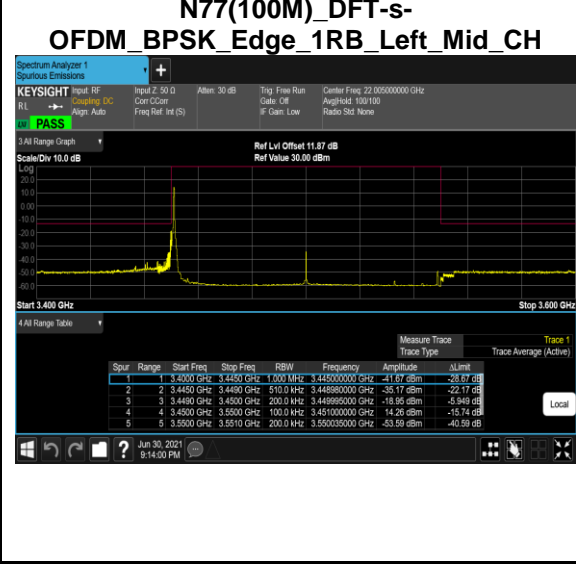 N77(100M)_DFT-s-
OFDM_BPSK_Edge_1RB_Left_Mid_CH
Spectrum Analyzer 1
Spurious Emissions
+
KEYSIGHT Input: RF Input Z: 50 Ω Atten: 30 dB Trig: Free Run Center Freq: 22.005000000 GHz
RL Coupling: DC Corr CCorr Gate: Off Avg|Hold: 100/100
Align: Auto Freq Ref: Int (S) IF Gain: Low Radio Std: None
PASS
3 All Range Graph Ref Lvl Offset 11.87 dB
Scale/Div 10.0 dB Ref Value 30.00 dBm
Log
20.0
10.0
0.00
-10.0
-20.0
-30.0
-40.0
-50.0
-60.0
Start 3.400 GHz Stop 3.600 GHz
4 All Range Table
Measure Trace Trace 1
Trace Type Trace Average (Active)
Spur Range Start Freq Stop Freq RBW Frequency Amplitude ΔLimit
1 1 3.4000 GHz 3.4450 GHz 1.000 MHz 3.445000000 GHz -41.67 dBm -28.67 dB
2 2 3.4450 GHz 3.4490 GHz 510.0 kHz 3.448980000 GHz -35.17 dBm -22.17 dB
3 3 3.4490 GHz 3.4500 GHz 200.0 kHz 3.449995000 GHz -18.95 dBm -5.949 dB
4 4 3.4500 GHz 3.5500 GHz 100.0 kHz 3.451000000 GHz 14.26 dBm -15.74 dB
5 5 3.5500 GHz 3.5510 GHz 200.0 kHz 3.550035000 GHz -53.59 dBm -40.59 dB
Local
? Jun 30, 2021
9:14:00 PM